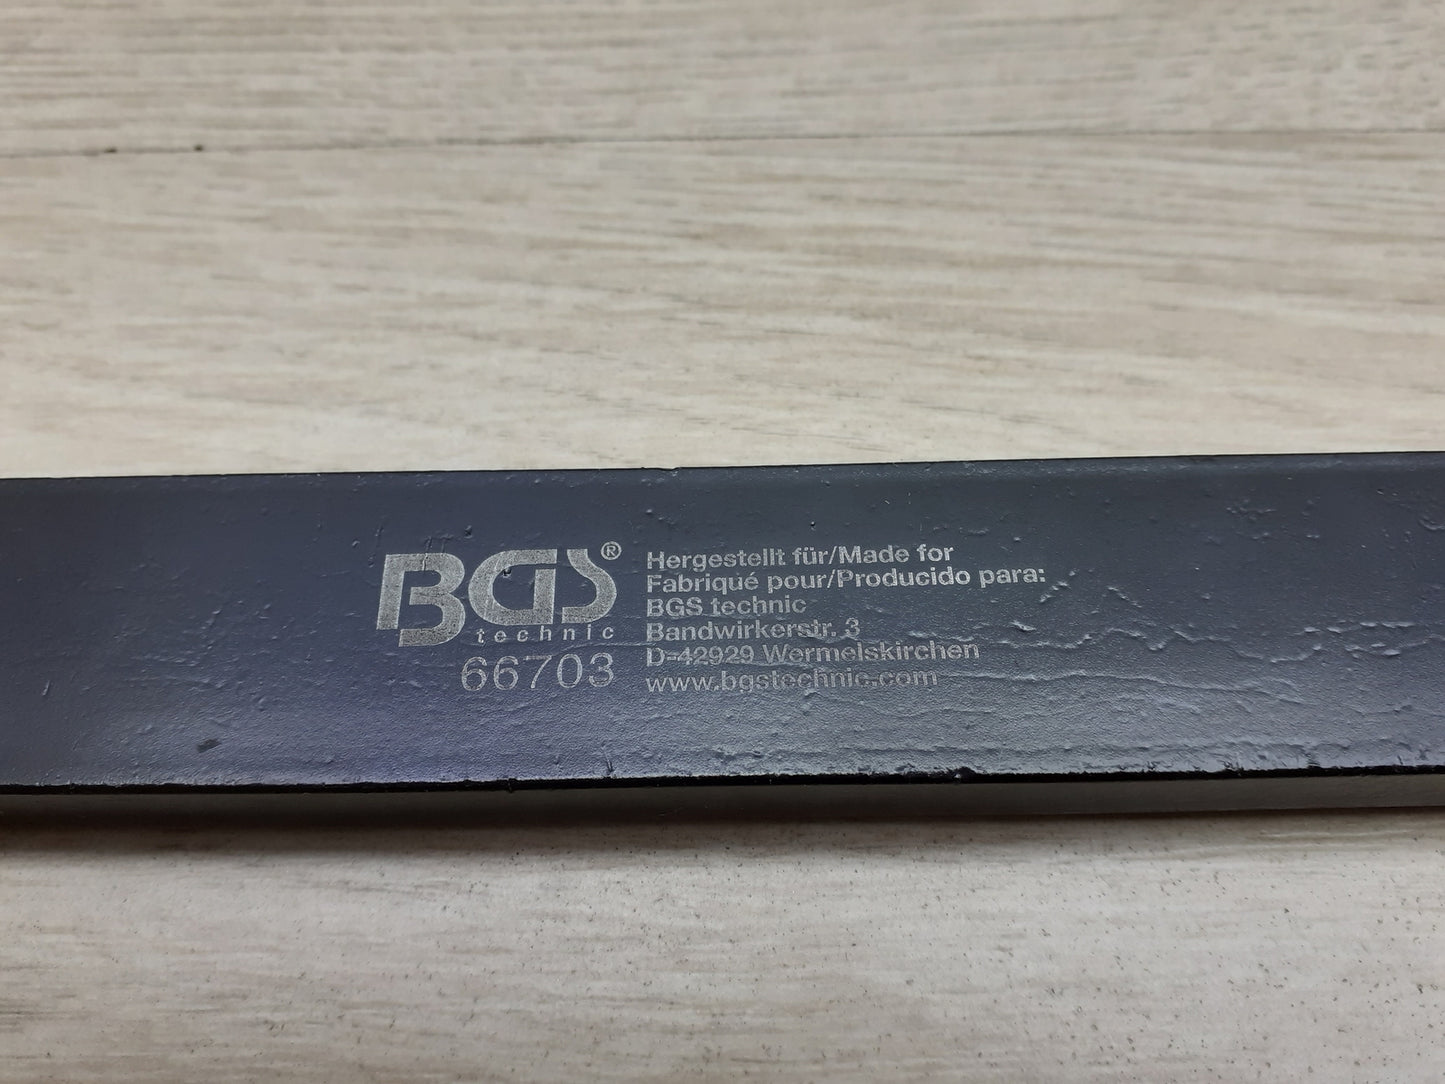 BGS®
technic
66703
Hergestellt für/Made for
Fabriqué pour/Producido para:
BGS technic
Bandwirkerstr. 3
D-42929 Wermelskirchen
www.bgstechnic.com